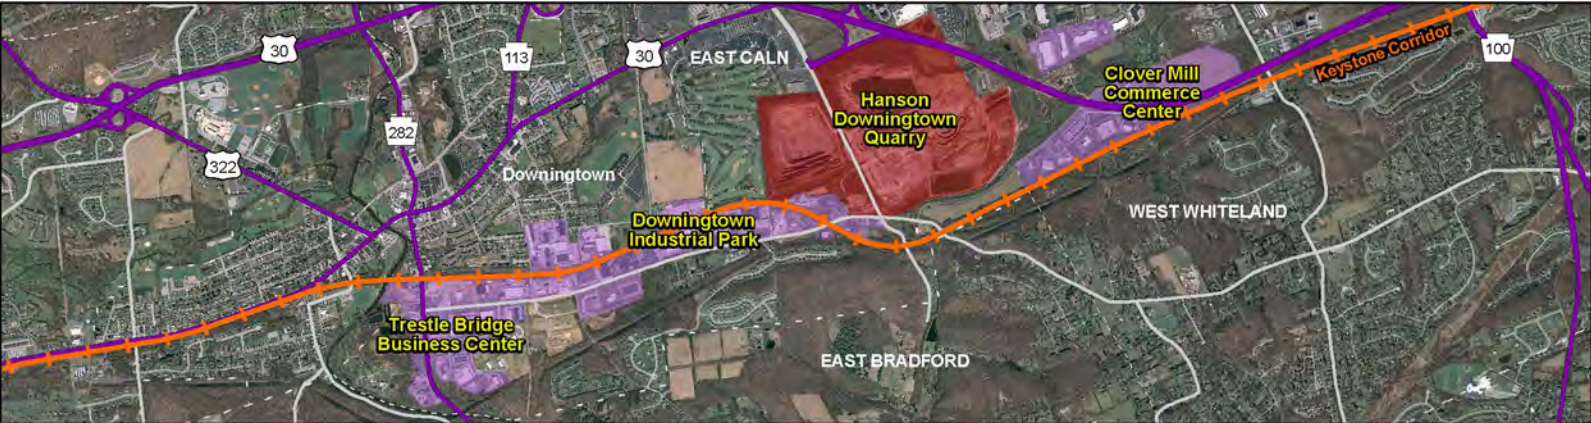 30
113
30
EAST CALN
100
Keystone Corridor
Clover Mill
Commerce
Center
Hanson
Downingtown
Quarry
282
322
Downingtown
WEST WHITELAND
Downingtown
Industrial Park
Trestle Bridge
Business Center
EAST BRADFORD